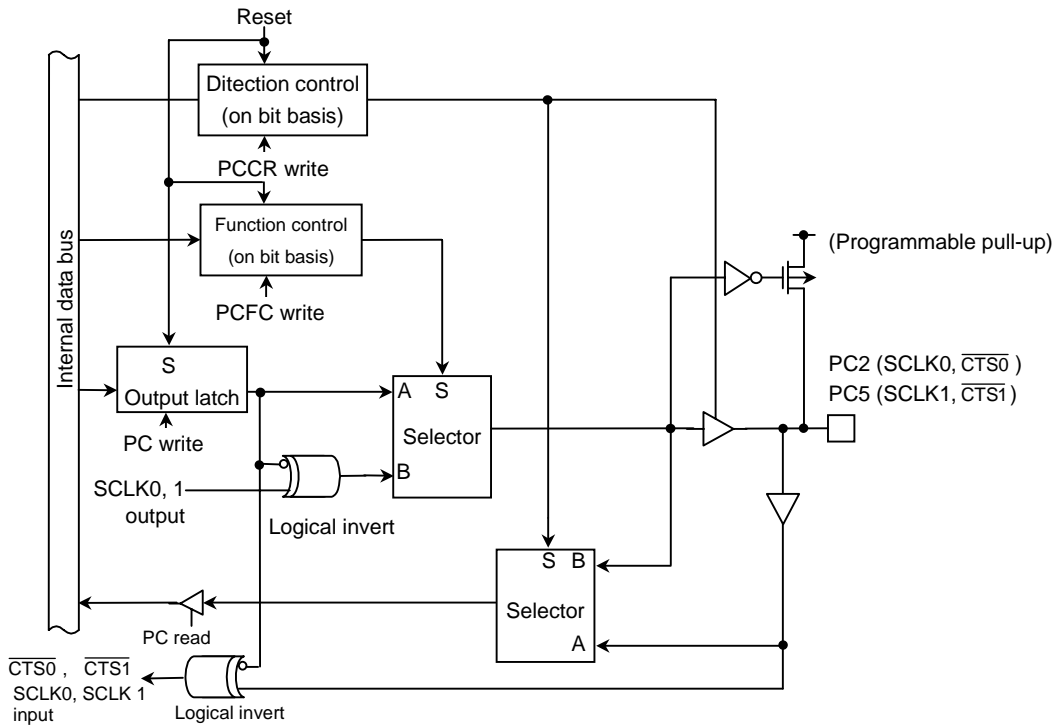 Reset
Ditection control
(on bit basis)
PCCR write
Function control
(on bit basis)
PCFC write
Internal data bus
S
Output latch
PC write
A S
Selector
B
SCLK0, 1
output
Logical invert
(Programmable pull-up)
PC2 (SCLK0, CTS0 )
PC5 (SCLK1, CTS1 )
S B
Selector
A
PC read
CTS0 , CTS1
SCLK0, SCLK 1
input
Logical invert